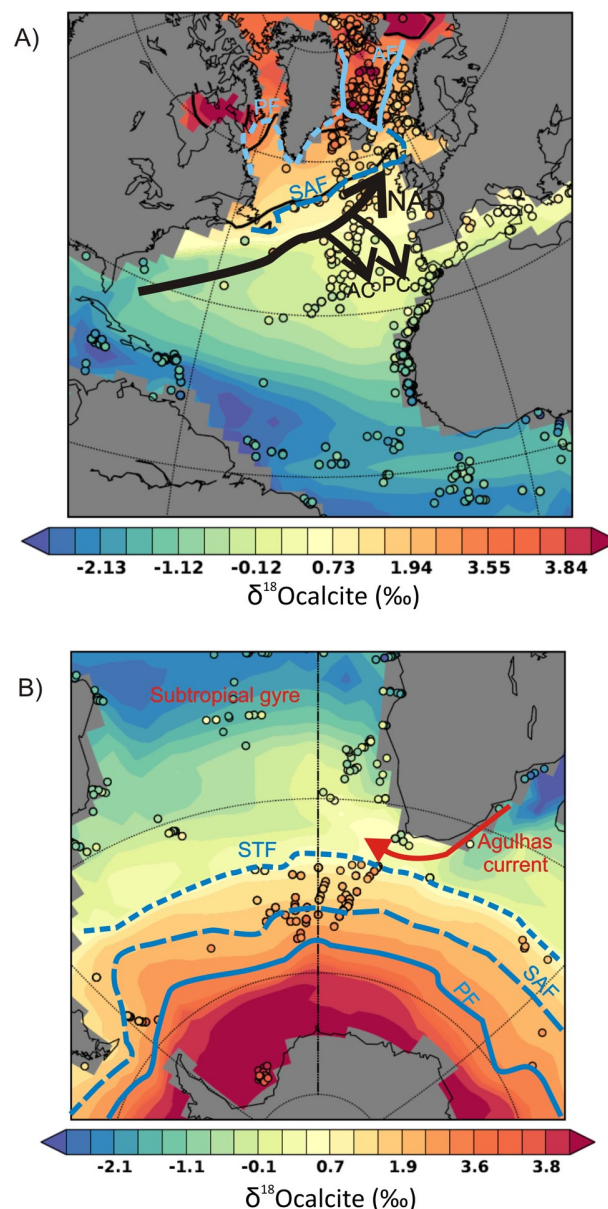 A)
AF
PF
SAF
NAD
AC PC
-2.13 -1.12 -0.12 0.73 1.94 3.55 3.84
δ¹⁸Ocalcite (‰)
B)
Subtropical gyre
STF
Agulhas
current
SAF
PF
-2.1 -1.1 -0.1 0.7 1.9 3.6 3.8
δ¹⁸Ocalcite (‰)